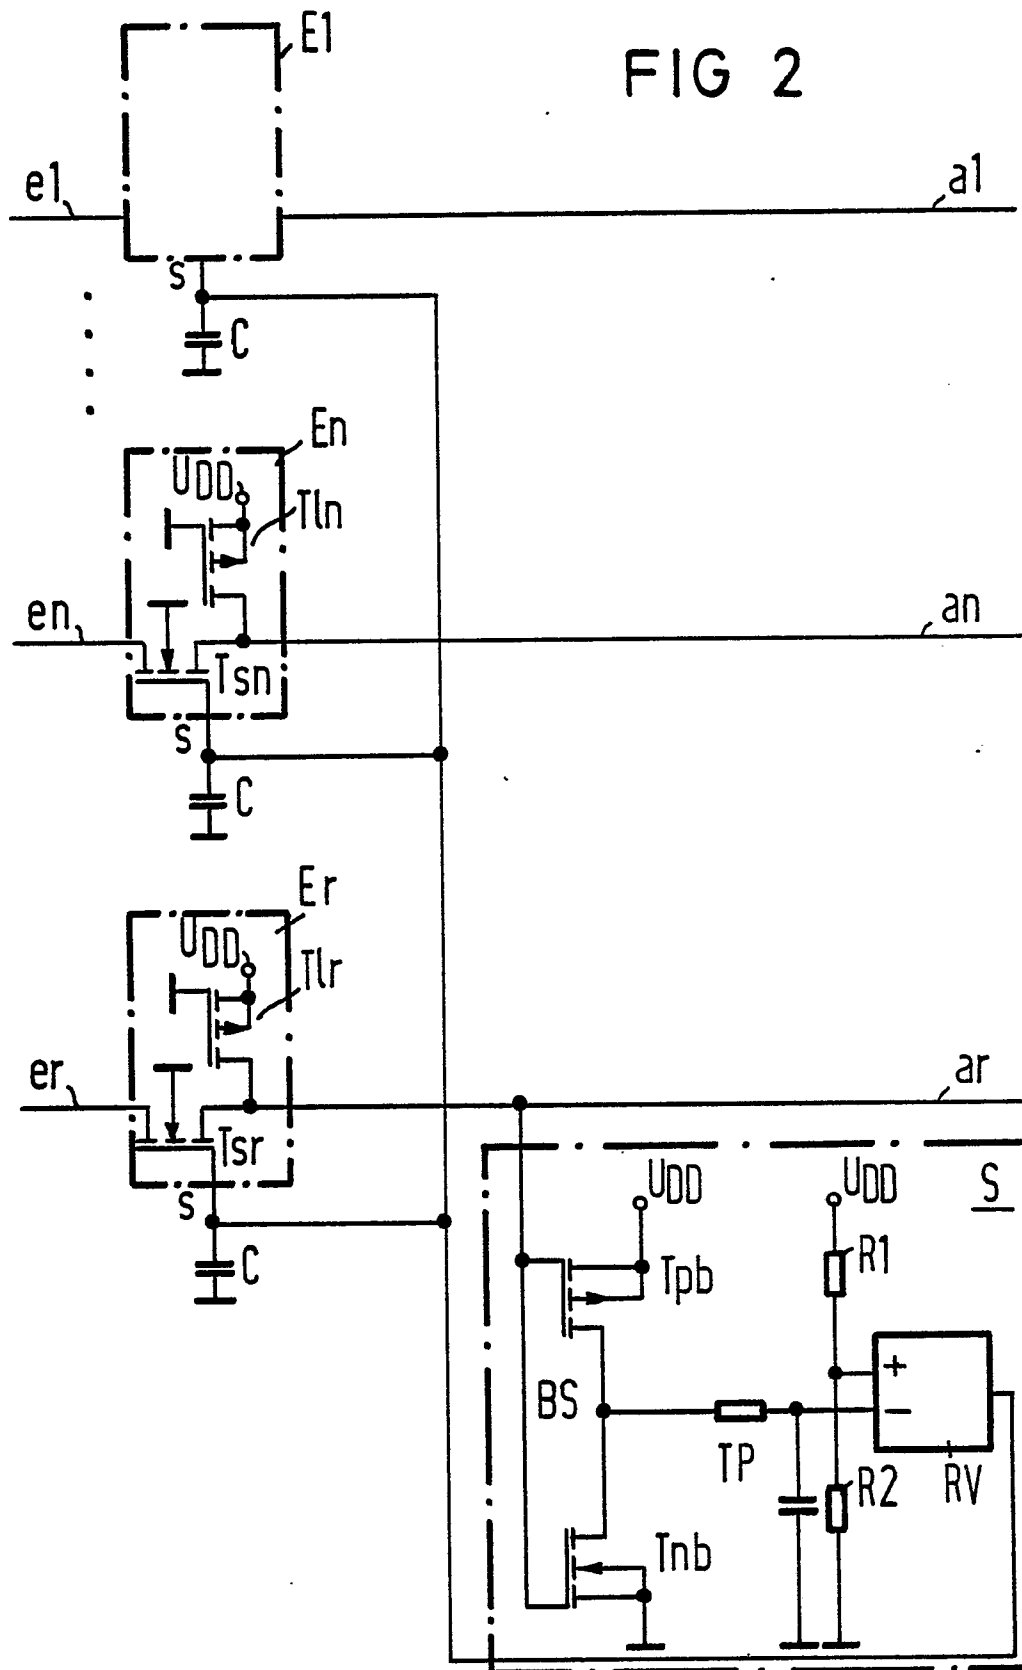 E1
FIG 2
e1
a1
s
C
En
UDD
Tln
en
an
Tsn
s
C
Er
UDD
Tlr
er
ar
Tsr
s
C
UDD
UDD
S
Tpb
R1
+
BS
−
TP
R2
RV
Tnb